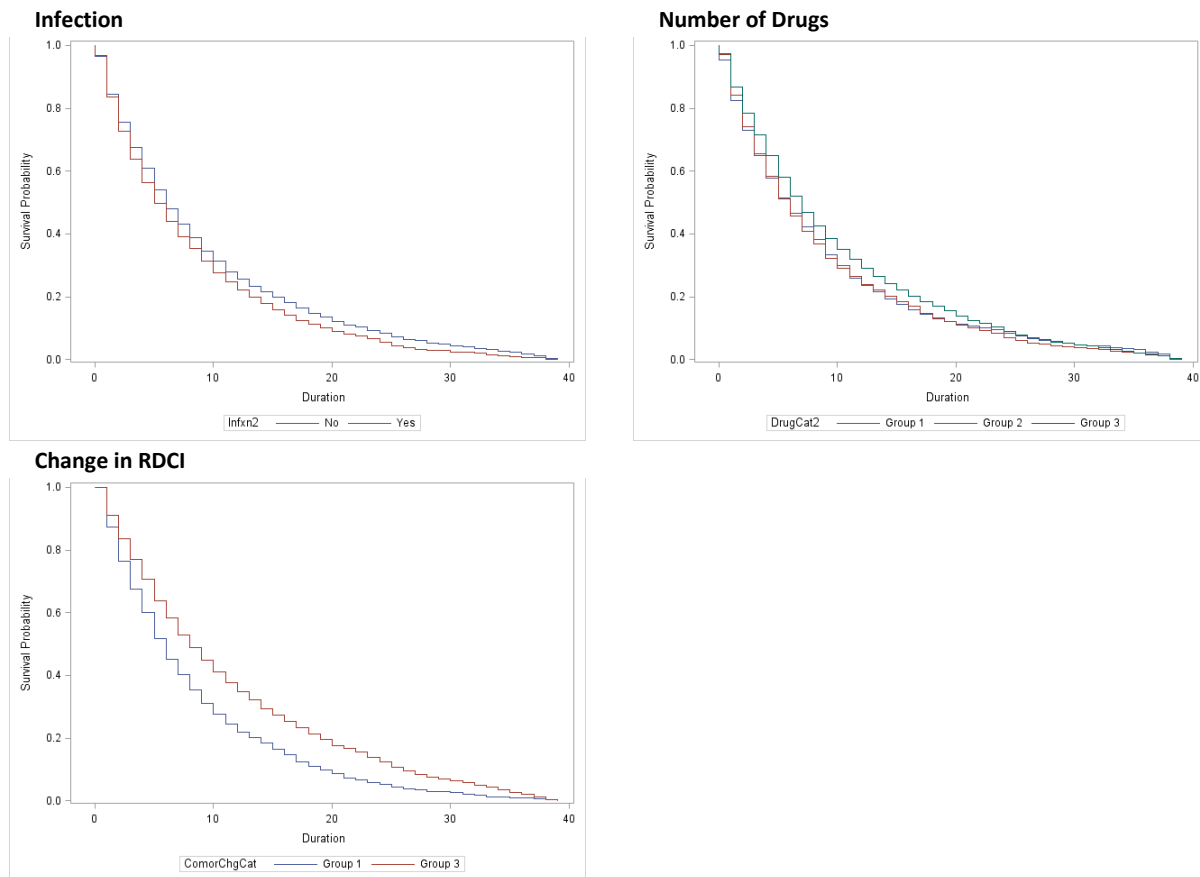 Infection
1.0
0.8
0.6
0.4
0.2
0.0
Survival Probability
0
10
20
30
40
Duration
Infxn2 No Yes
Number of Drugs
1.0
0.8
0.6
0.4
0.2
0.0
Survival Probability
0
10
20
30
40
Duration
DrugCat2 Group 1 Group 2 Group 3
Change in RDCI
1.0
0.8
0.6
0.4
0.2
0.0
Survival Probability
0
10
20
30
40
Duration
ComorChgCat Group 1 Group 3